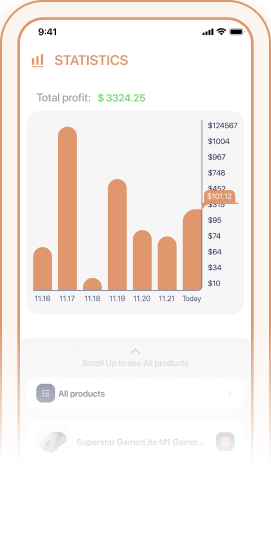 9:41
STATISTICS
Total profit: $ 3324.25
$124567
$1004
$967
$748
$452
$101.12
$315
$95
$74
$64
$34
$10
11.16 11.17 11.18 11.19 11.20 11.21 Today
Scroll Up to see All products
All products
Superstar GamerLite M1 Gamin...